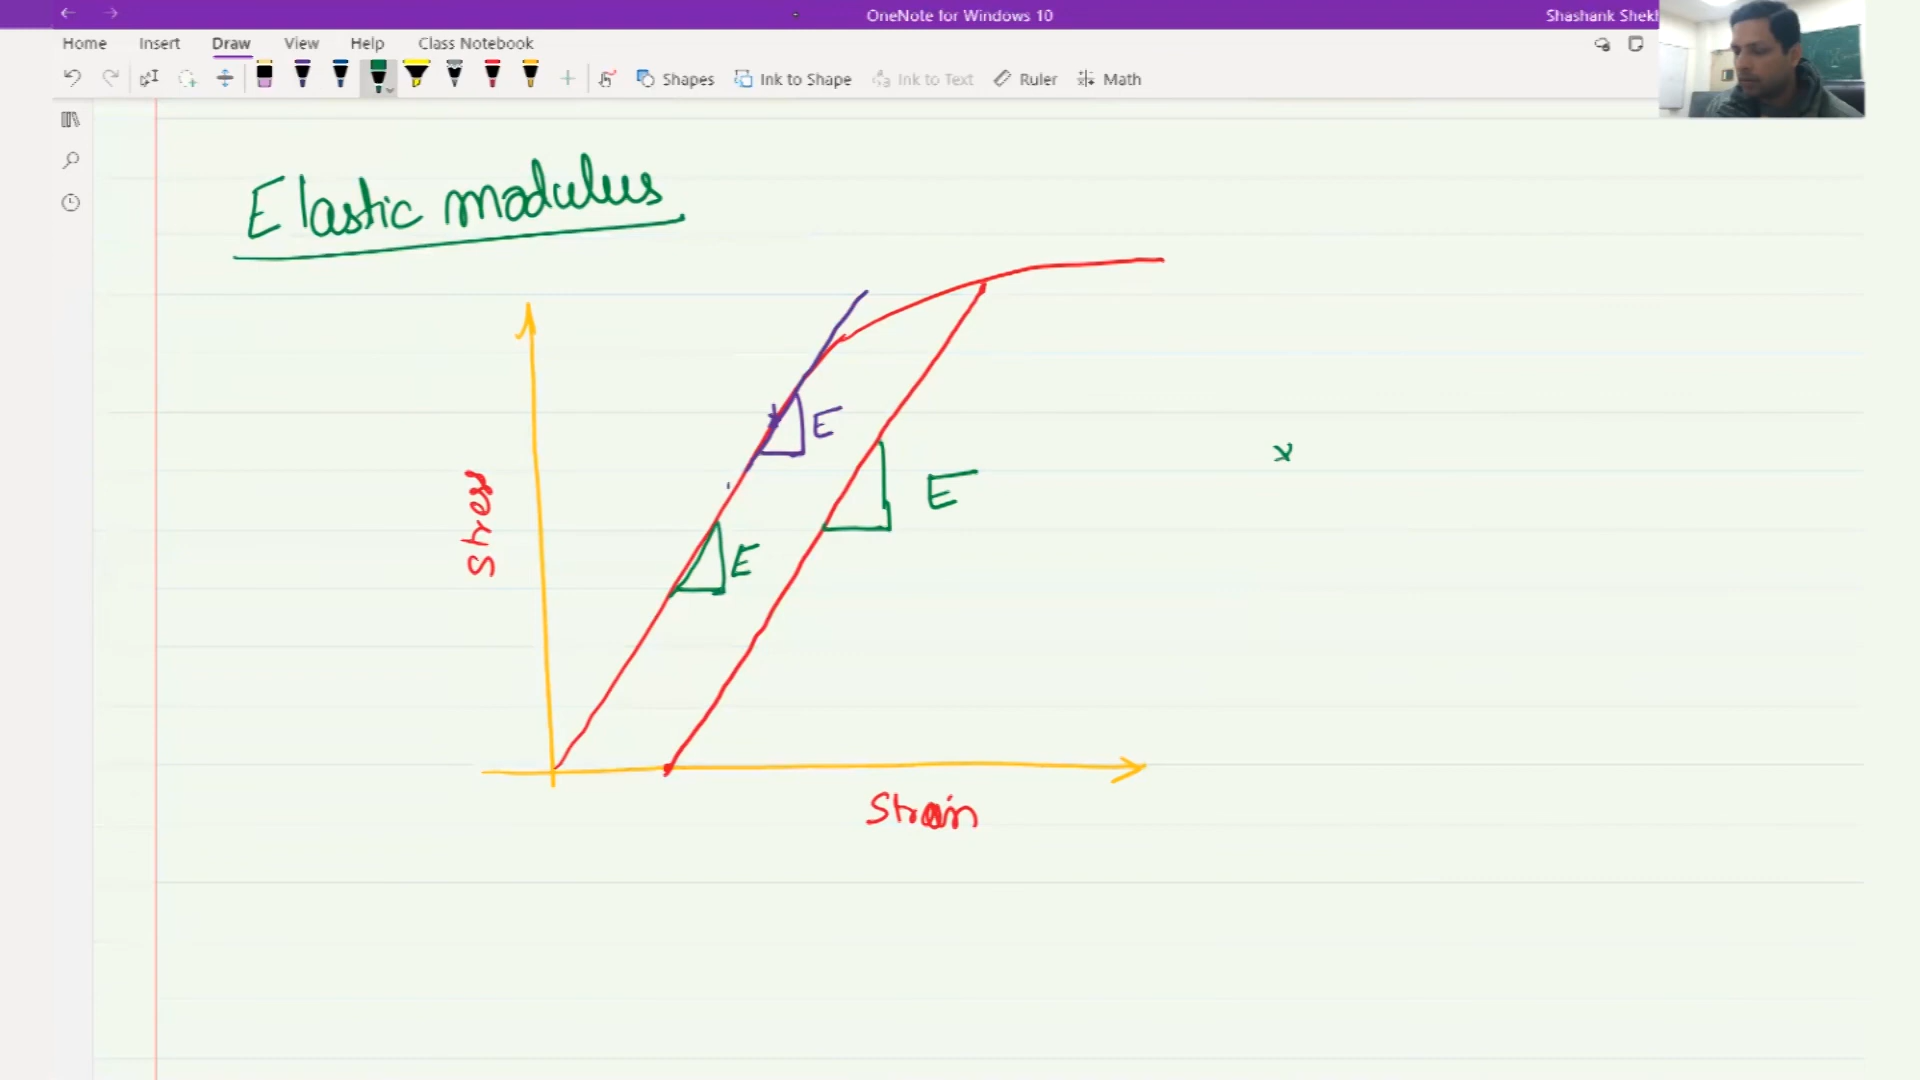 OneNote for Windows 10
Shashank Shekh
Home Insert Draw View Help Class Notebook
Shapes Ink to Shape Ink to Text Ruler Math
Elastic modulus
E
E
E
x
Stress
Strain